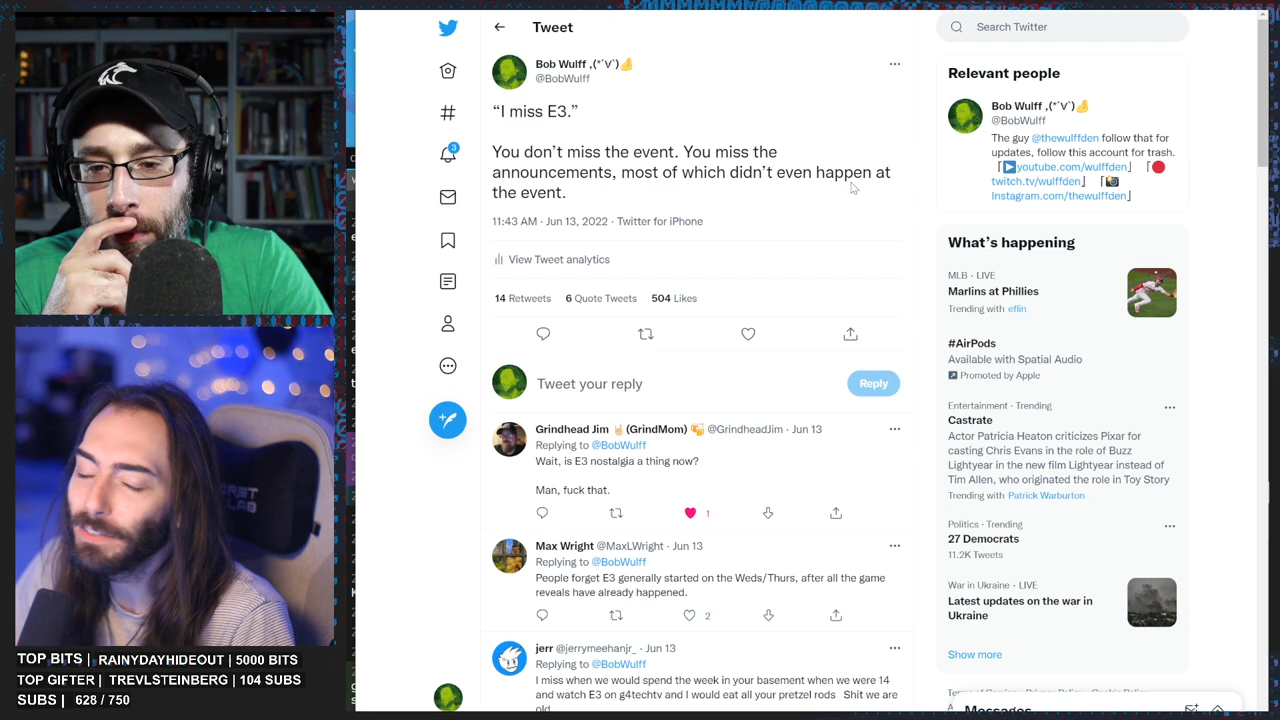 Tweet
Bob Wulff ,(*´∀`)🤌
@BobWulff
“I miss E3.”
You don’t miss the event. You miss the
announcements, most of which didn’t even happen at
the event.
11:43 AM · Jun 13, 2022 · Twitter for iPhone
View Tweet analytics
14 Retweets 6 Quote Tweets 504 Likes
Tweet your reply
Reply
Grindhead Jim 🤘🏻(GrindMom) 🍻 @GrindheadJim · Jun 13
Replying to @BobWulff
Wait, is E3 nostalgia a thing now?
Man, fuck that.
1
Max Wright @MaxLWright · Jun 13
Replying to @BobWulff
People forget E3 generally started on the Weds/Thurs, after all the game
reveals have already happened.
2
jerr @jerrymeehanjr_ · Jun 13
Replying to @BobWulff
I miss when we would spend the week in your basement when we were 14
and watch E3 on g4techtv and I would eat all your pretzel rods Shit we are
old
3
Search Twitter
Relevant people
Bob Wulff ,(*´∀`)🤌
@BobWulff
The guy @thewulffden follow that for
updates, follow this account for trash.
「▶️youtube.com/wulffden」 「🔴
twitch.tv/wulffden」 「📸
Instagram.com/thewulffden」
What’s happening
MLB · LIVE
Marlins at Phillies
Trending with eflin
#AirPods
Available with Spatial Audio
Promoted by Apple
Entertainment · Trending
Castrate
Actor Patricia Heaton criticizes Pixar for
casting Chris Evans in the role of Buzz
Lightyear in the new film Lightyear instead of
Tim Allen, who originated the role in Toy Story
Trending with Patrick Warburton
Politics · Trending
27 Democrats
11.2K Tweets
War in Ukraine · LIVE
Latest updates on the war in
Ukraine
Show more
Terms of Service Privacy Policy Cookie Policy
Messages
TOP BITS | RAINYDAYHIDEOUT | 5000 BITS
TOP GIFTER | TREVLSTEINBERG | 104 SUBS
SUBS | 628 / 750